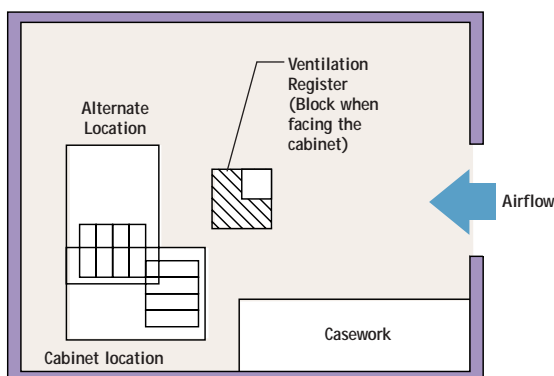 Ventilation
Register
(Block when
facing the
cabinet)
Alternate
Location
Airflow
Casework
Cabinet location